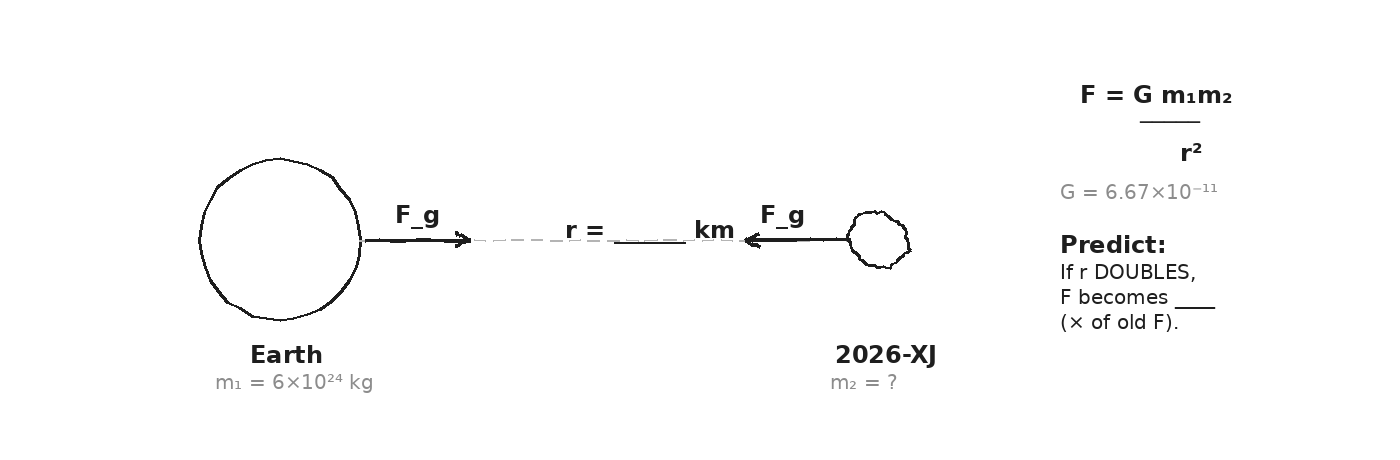 F_g
r = ______ km
F_g
Earth
m₁ = 6×10²⁴ kg
2026-XJ
m₂ = ?
F = G m₁m₂
r²
G = 6.67×10⁻¹¹
Predict:
If r DOUBLES,
F becomes ____
(× of old F).